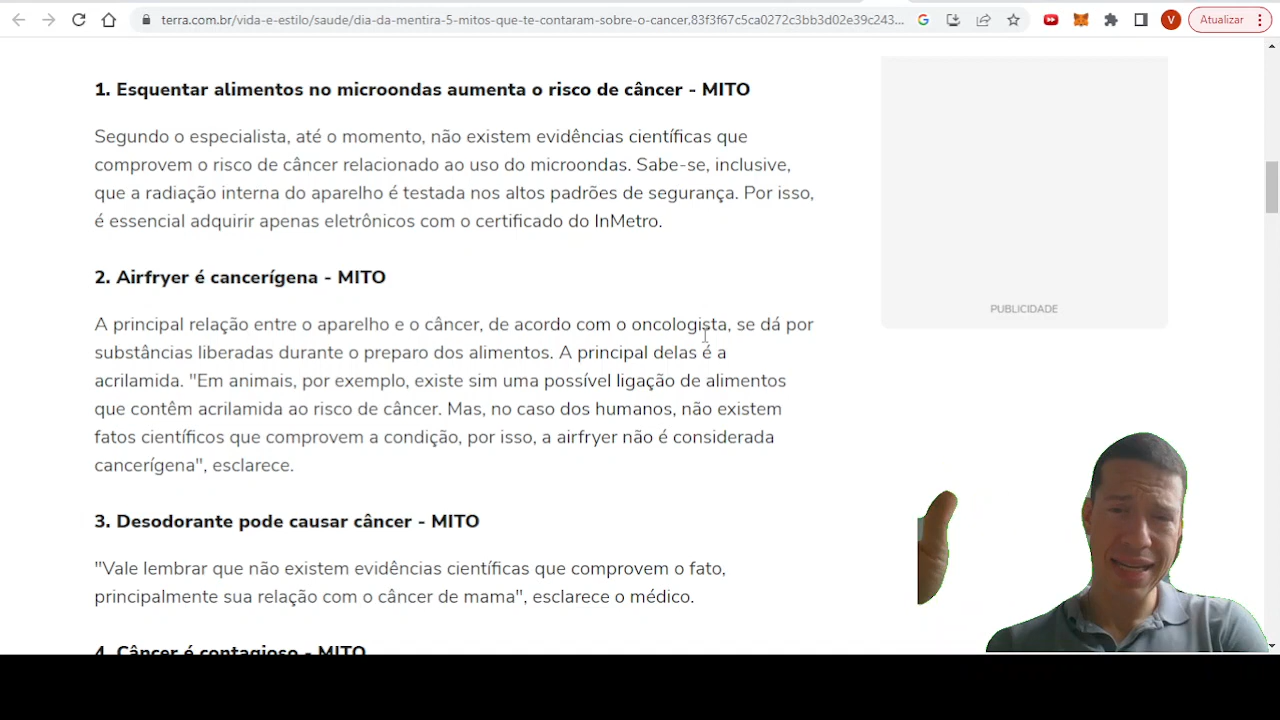 terra.com.br/vida-e-estilo/saude/dia-da-mentira-5-mitos-que-te-contaram-sobre-o-cancer,83f3f67c5ca0272c3bb3d02e39c243...
V
Atualizar
1. Esquentar alimentos no microondas aumenta o risco de câncer - MITO
Segundo o especialista, até o momento, não existem evidências científicas que
comprovem o risco de câncer relacionado ao uso do microondas. Sabe-se, inclusive,
que a radiação interna do aparelho é testada nos altos padrões de segurança. Por isso,
é essencial adquirir apenas eletrônicos com o certificado do InMetro.
PUBLICIDADE
2. Airfryer é cancerígena - MITO
A principal relação entre o aparelho e o câncer, de acordo com o oncologista, se dá por
substâncias liberadas durante o preparo dos alimentos. A principal delas é a
acrilamida. "Em animais, por exemplo, existe sim uma possível ligação de alimentos
que contêm acrilamida ao risco de câncer. Mas, no caso dos humanos, não existem
fatos científicos que comprovem a condição, por isso, a airfryer não é considerada
cancerígena", esclarece.
3. Desodorante pode causar câncer - MITO
"Vale lembrar que não existem evidências científicas que comprovem o fato,
principalmente sua relação com o câncer de mama", esclarece o médico.
4. Câncer é contagioso - MITO